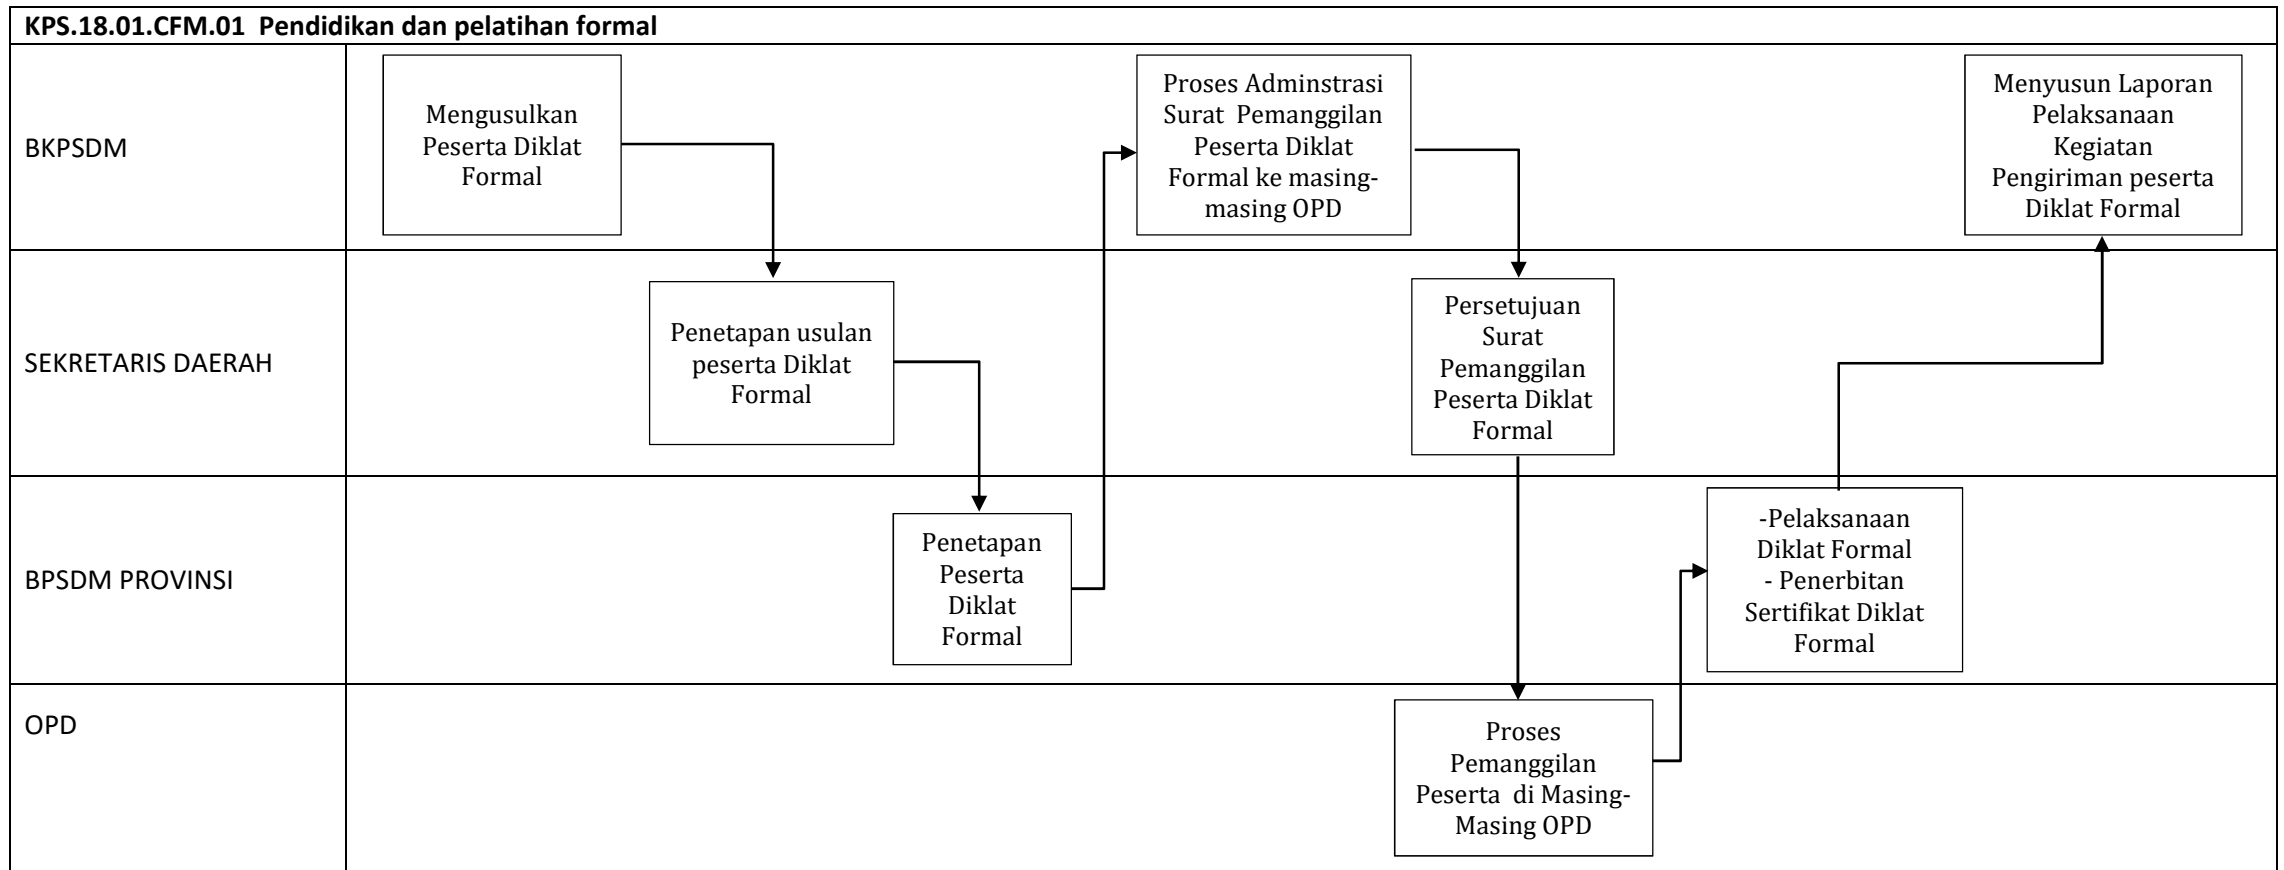 KPS.18.01.CFM.01 Pendidikan dan pelatihan formal
BKPSDM
Mengusulkan
Peserta Diklat
Formal
Proses Adminstrasi
Surat Pemanggilan
Peserta Diklat
Formal ke masing-
masing OPD
Menyusun Laporan
Pelaksanaan
Kegiatan
Pengiriman peserta
Diklat Formal
SEKRETARIS DAERAH
Penetapan usulan
peserta Diklat
Formal
Persetujuan
Surat
Pemanggilan
Peserta Diklat
Formal
BPSDM PROVINSI
Penetapan
Peserta
Diklat
Formal
-Pelaksanaan
Diklat Formal
- Penerbitan
Sertifikat Diklat
Formal
OPD
Proses
Pemanggilan
Peserta di Masing-
Masing OPD